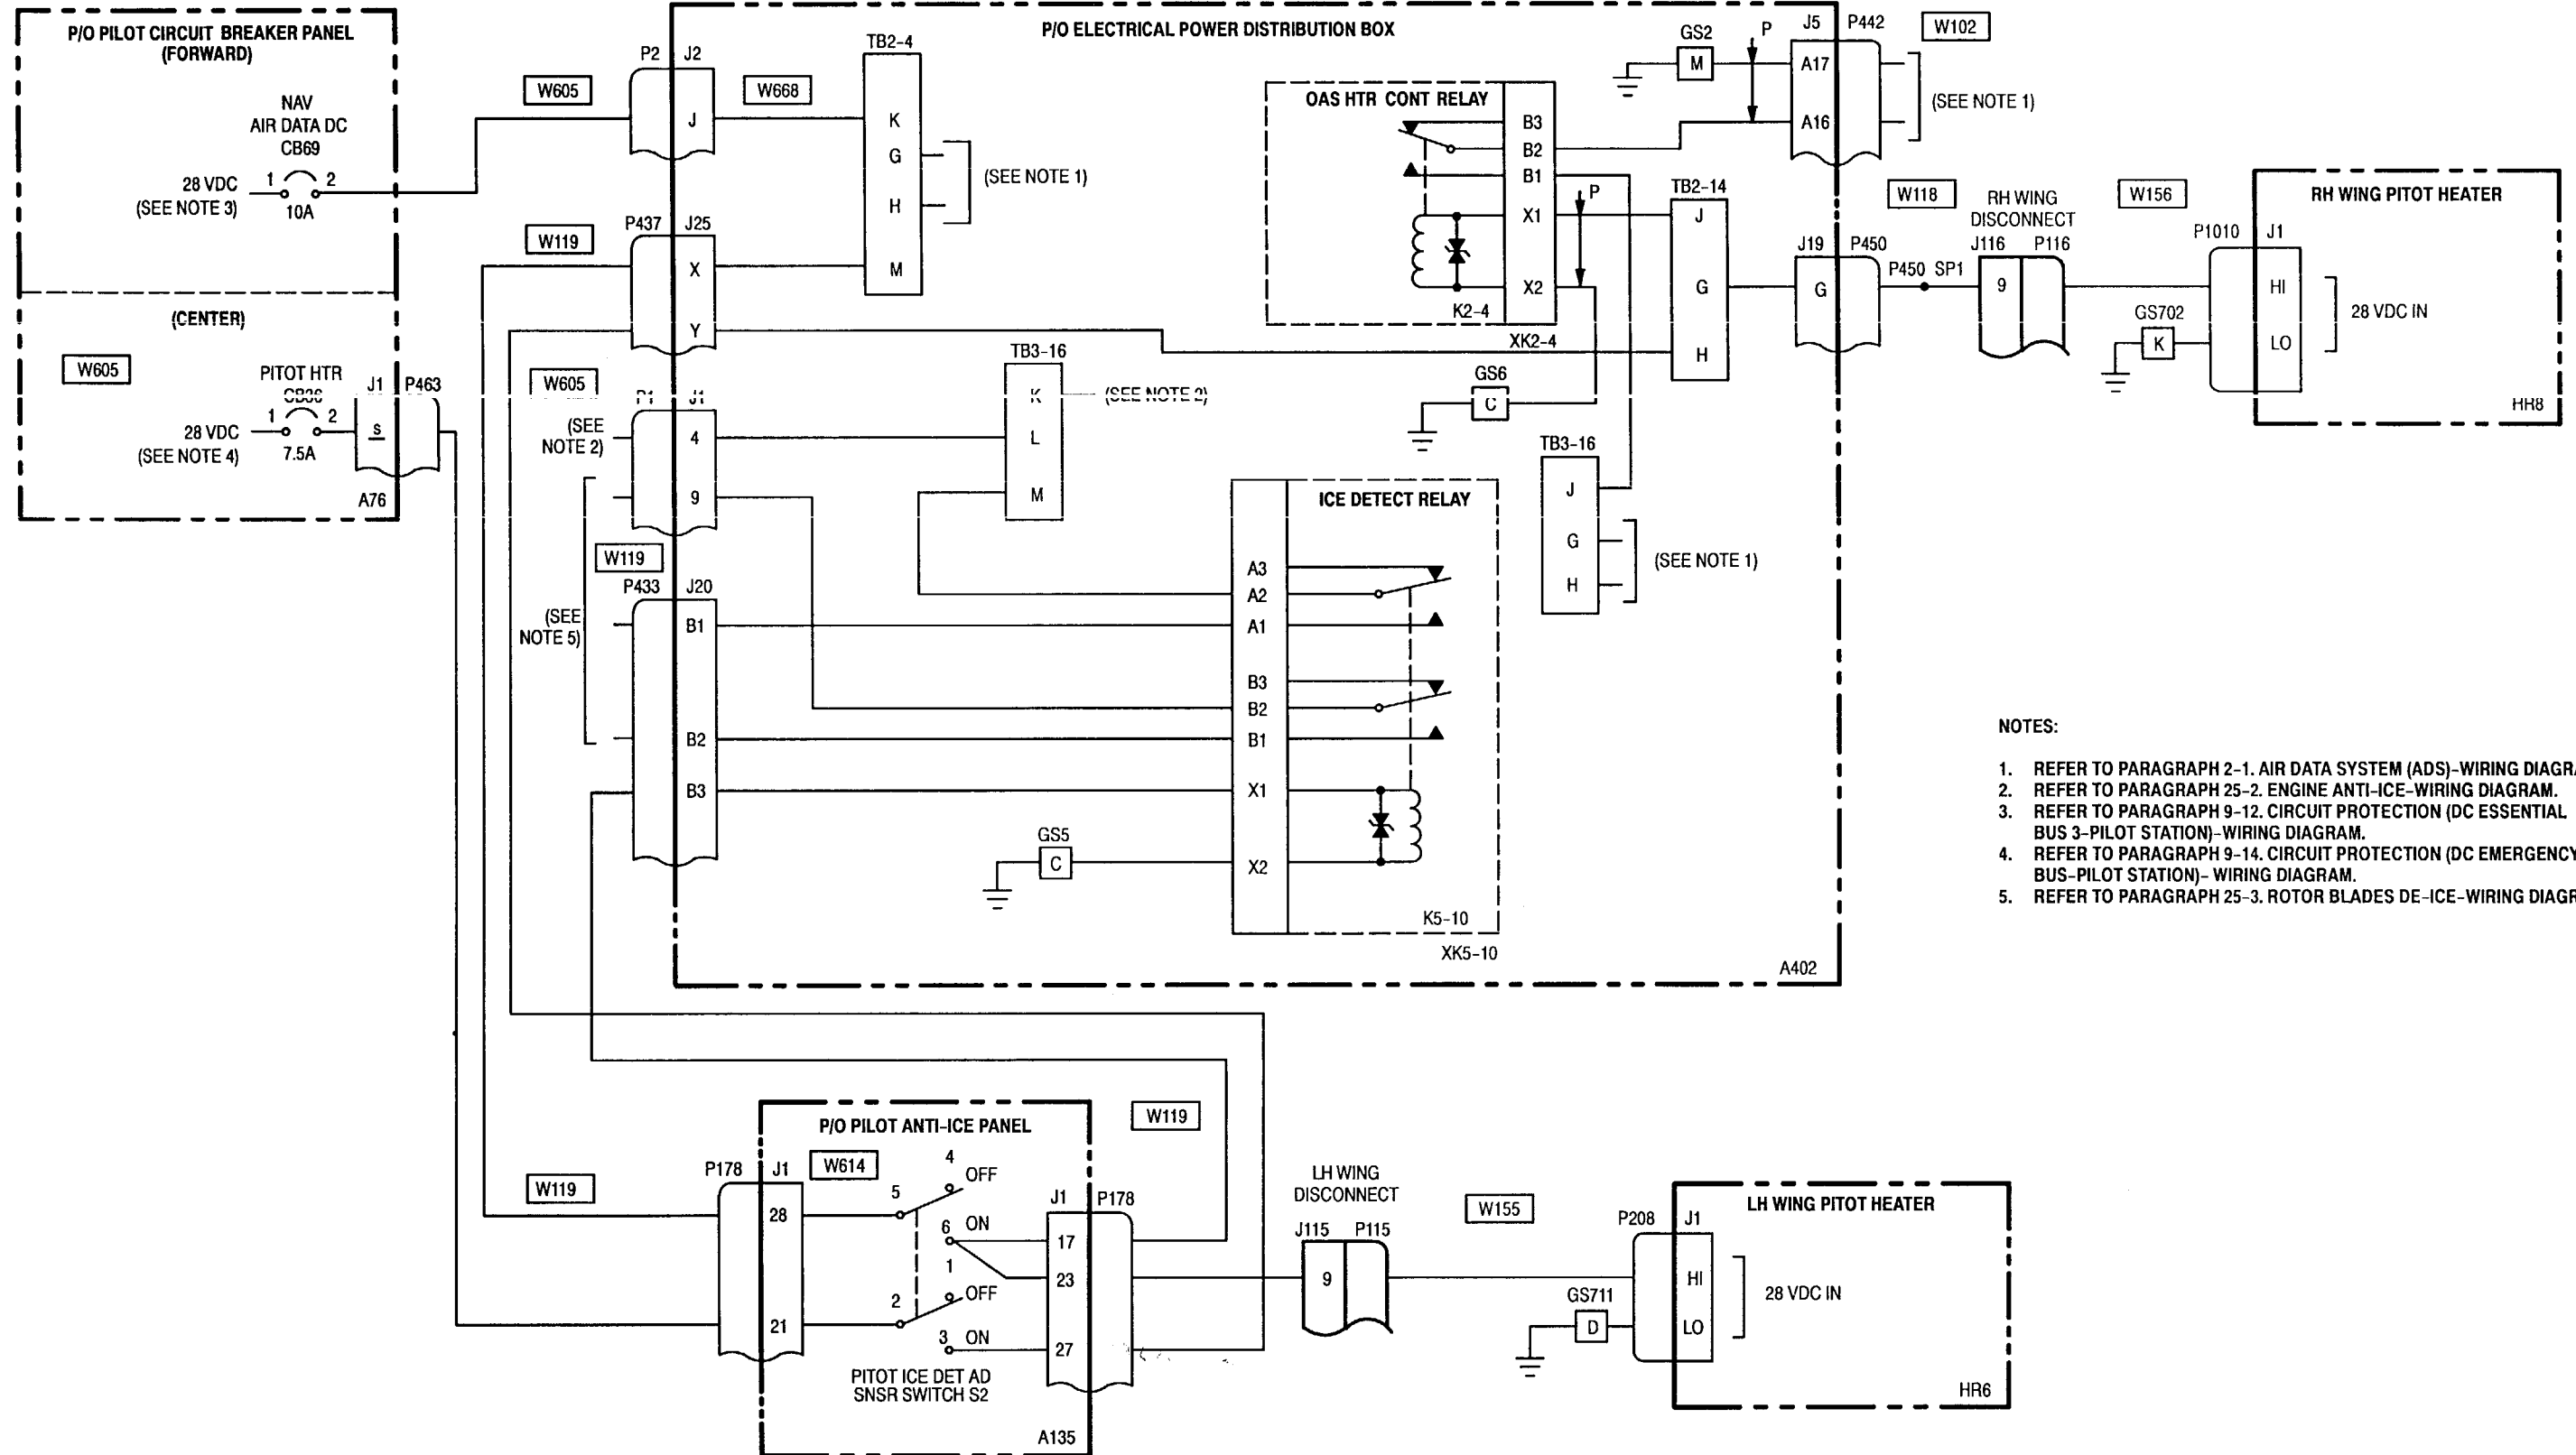 P/O PILOT CIRCUIT BREAKER PANEL
(FORWARD)
NAV
AIR DATA DC
CB69
28 VDC
1
2
(SEE NOTE 3)
10A
(CENTER)
W605
PITOT HTR
CB36
28 VDC
1
2
(SEE NOTE 4)
7.5A
J1
P463
s
A76
P/O ELECTRICAL POWER DISTRIBUTION BOX
W605
P2
J2
J
W668
TB2-4
K
G
H
(SEE NOTE 1)
M
W119
P437
J25
X
Y
W605
P1
J1
(SEE
NOTE 2)
4
9
TB3-16
K
(SEE NOTE 2)
L
M
W119
P433
J20
(SEE
NOTE 5)
B1
B2
B3
OAS HTR CONT RELAY
B3
B2
B1
X1
X2
K2-4
XK2-4
P
GS2
M
P
J5
P442
W102
A17
A16
(SEE NOTE 1)
TB2-14
J
G
H
GS6
C
TB3-16
J
G
H
(SEE NOTE 1)
ICE DETECT RELAY
A3
A2
A1
B3
B2
B1
X1
X2
GS5
C
K5-10
XK5-10
A402
W118
J19
P450
G
P450 SP1
RH WING
DISCONNECT
J116
P116
9
W156
P1010
J1
GS702
K
RH WING PITOT HEATER
HI
LO
28 VDC IN
HR8
NOTES:
1. REFER TO PARAGRAPH 2-1. AIR DATA SYSTEM (ADS)-WIRING DIAGRA
2. REFER TO PARAGRAPH 25-2. ENGINE ANTI-ICE-WIRING DIAGRAM.
3. REFER TO PARAGRAPH 9-12. CIRCUIT PROTECTION (DC ESSENTIAL
BUS 3-PILOT STATION)-WIRING DIAGRAM.
4. REFER TO PARAGRAPH 9-14. CIRCUIT PROTECTION (DC EMERGENCY
BUS-PILOT STATION)- WIRING DIAGRAM.
5. REFER TO PARAGRAPH 25-3. ROTOR BLADES DE-ICE-WIRING DIAGR
P/O PILOT ANTI-ICE PANEL
W119
P178
J1
W614
28
21
4
OFF
5
6
ON
1
2
OFF
3
ON
PITOT ICE DET AD
SNSR SWITCH S2
J1
P178
17
23
27
A135
W119
LH WING
DISCONNECT
J115
P115
9
W155
P208
J1
GS711
D
LH WING PITOT HEATER
HI
LO
28 VDC IN
HR6